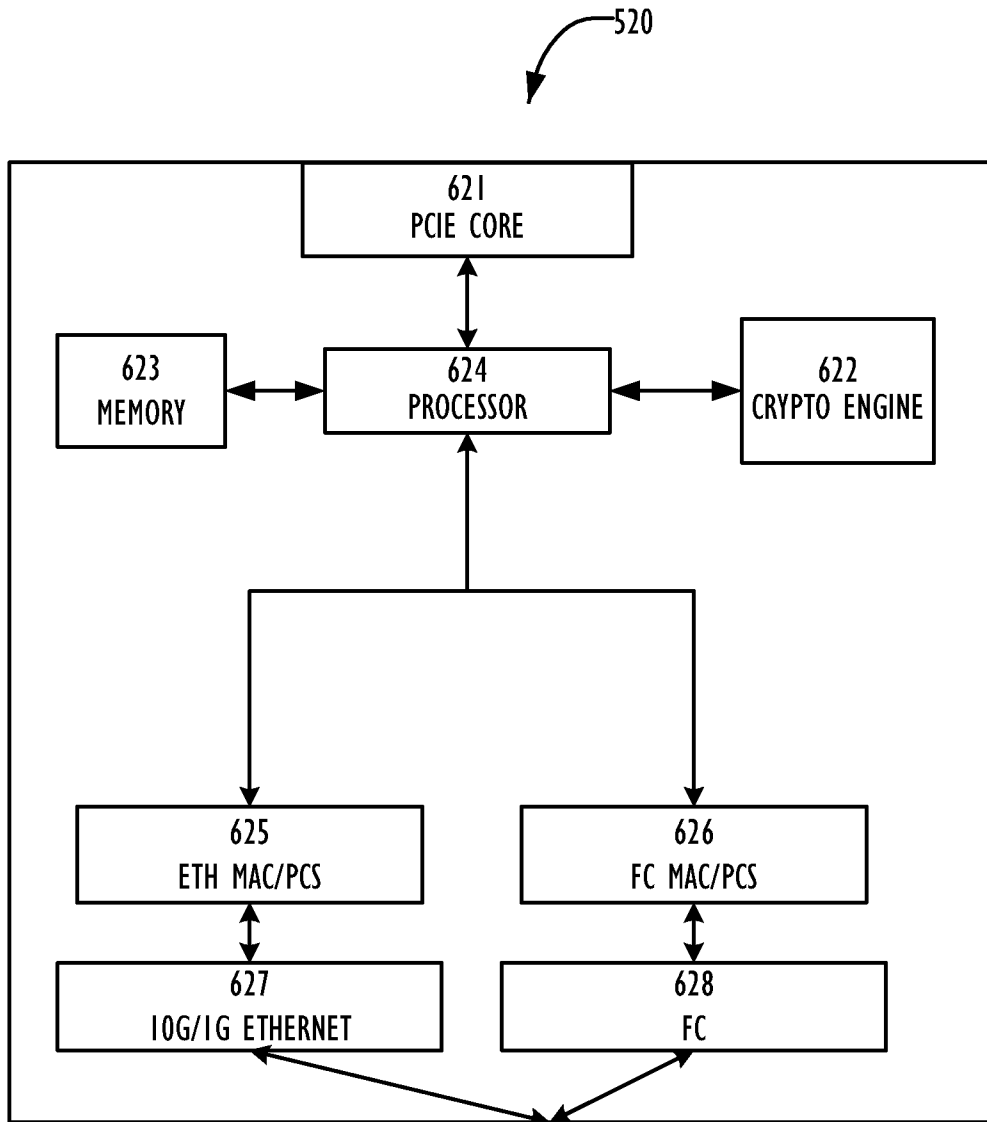 520
621
PCIE CORE
623
MEMORY
624
PROCESSOR
622
CRYPTO ENGINE
625
ETH MAC/PCS
626
FC MAC/PCS
627
10G/1G ETHERNET
628
FC